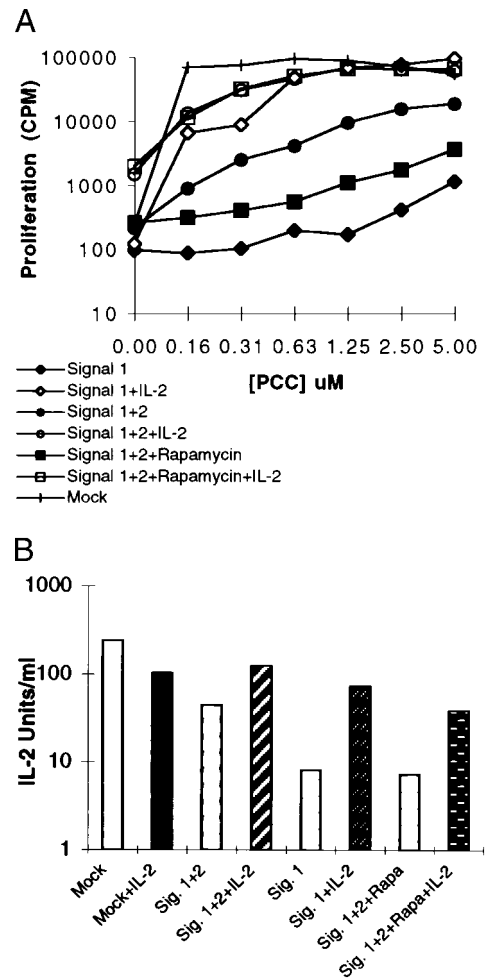 A
Proliferation (CPM)
100000
10000
1000
100
10
0.00 0.16 0.31 0.63 1.25 2.50 5.00
[PCC] uM
Signal 1
Signal 1+IL-2
Signal 1+2
Signal 1+2+IL-2
Signal 1+2+Rapamycin
Signal 1+2+Rapamycin+IL-2
Mock
B
IL-2 Units/ml
1000
100
10
1
Mock
Mock+IL-2
Sig. 1+2
Sig. 1+2+IL-2
Sig. 1
Sig. 1+IL-2
Sig. 1+2+Rapa
Sig. 1+2+Rapa+IL-2